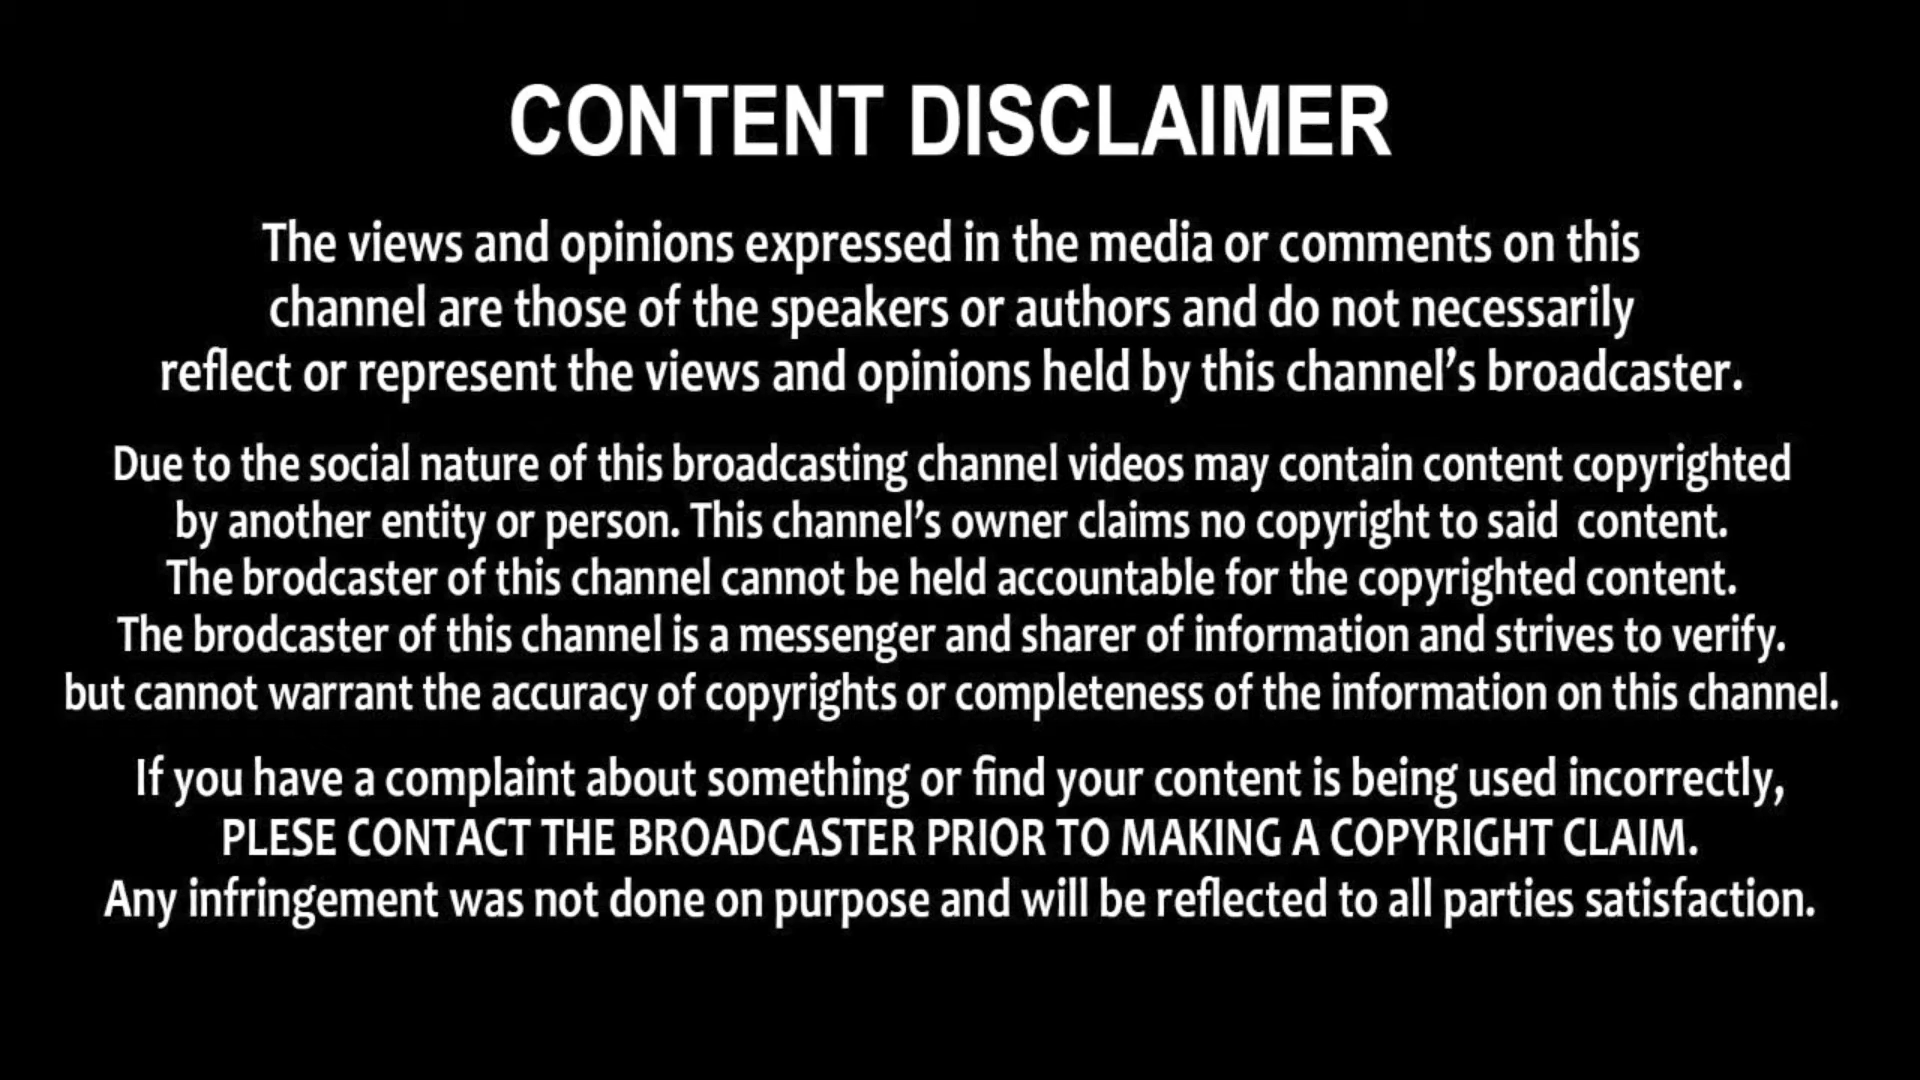 CONTENT DISCLAIMER
The views and opinions expressed in the media or comments on this
channel are those of the speakers or authors and do not necessarily
reflect or represent the views and opinions held by this channel's broadcaster.
Due to the social nature of this broadcasting channel videos may contain content copyrighted
by another entity or person. This channel's owner claims no copyright to said content.
The brodcaster of this channel cannot be held accountable for the copyrighted content.
The brodcaster of this channel is a messenger and sharer of information and strives to verify.
but cannot warrant the accuracy of copyrights or completeness of the information on this channel.
If you have a complaint about something or find your content is being used incorrectly,
PLESE CONTACT THE BROADCASTER PRIOR TO MAKING A COPYRIGHT CLAIM.
Any infringement was not done on purpose and will be reflected to all parties satisfaction.